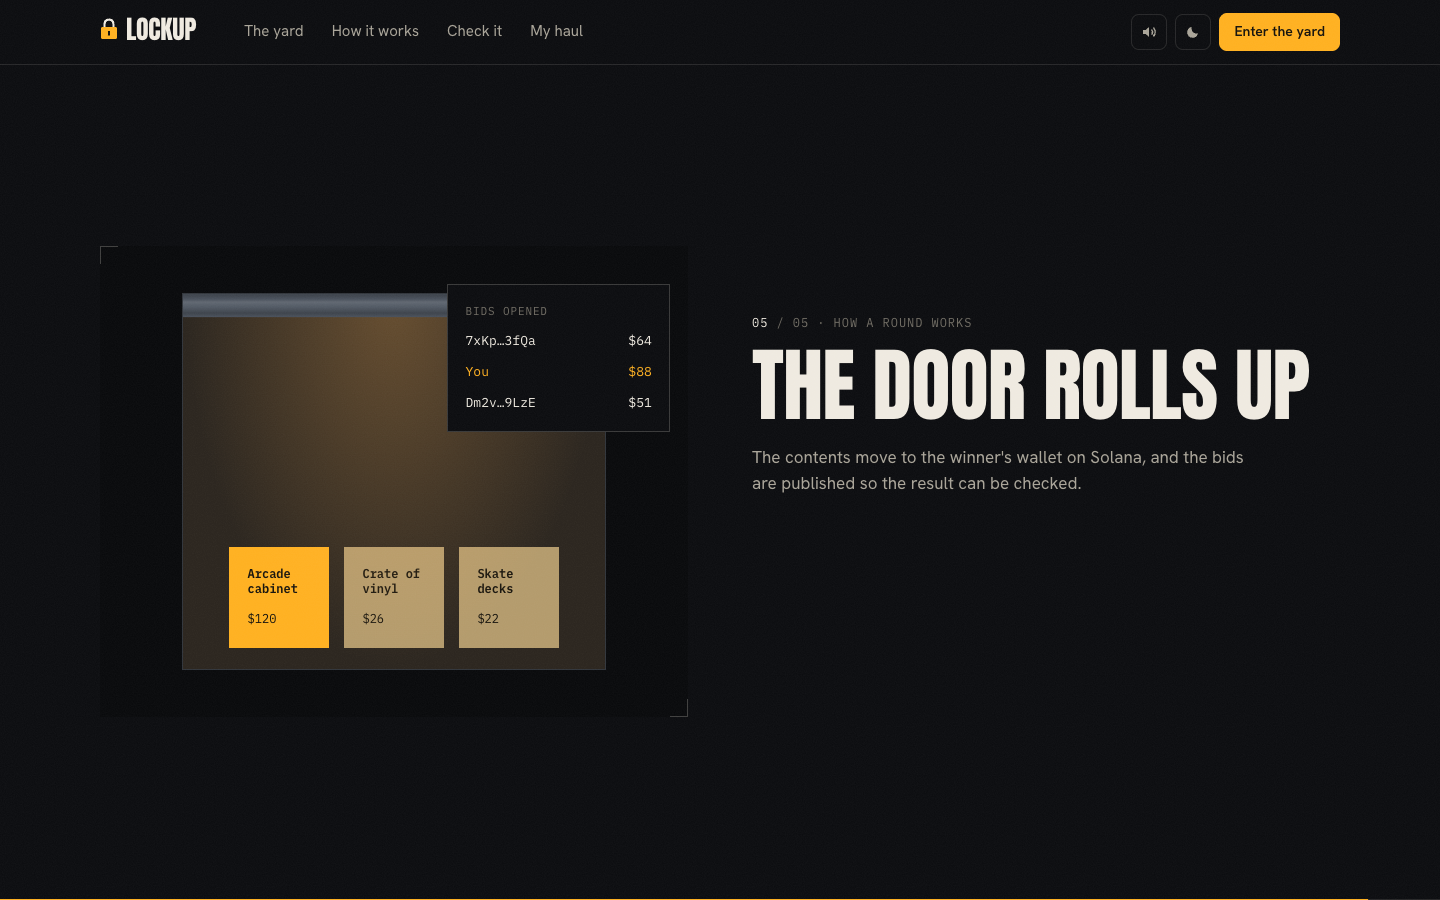 LOCKUP
The yard
How it works
Check it
My haul
Enter the yard
BIDS OPENED
7xKp…3fQa $64
You $88
Dm2v…9LzE $51
Arcade
cabinet
$120
Crate of
vinyl
$26
Skate
decks
$22
05 / 05 · HOW A ROUND WORKS
THE DOOR ROLLS UP
The contents move to the winner's wallet on Solana, and the bids
are published so the result can be checked.